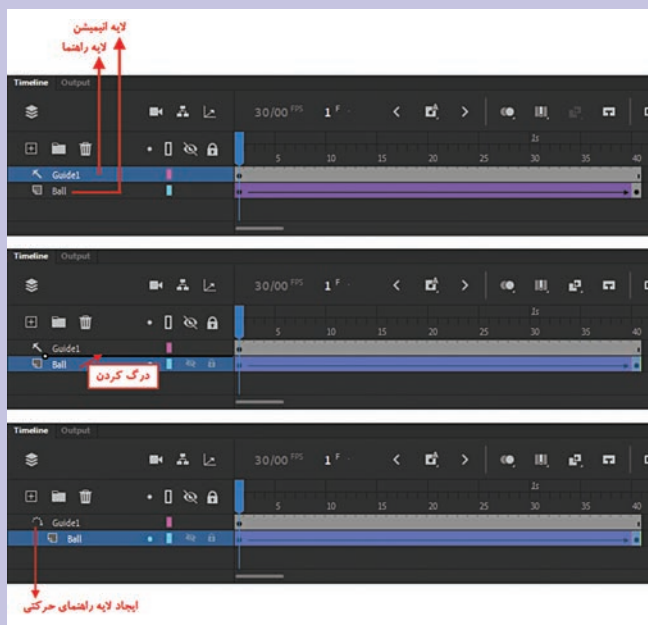 لایه انیمیشن
لایه راهنما
Timeline Output
30/00 FPS 1 F
1s
5 10 15 20 25 30 35 40
Guide1
Ball
Timeline Output
30/00 FPS 1 F
1s
5 10 15 20 25 30 35 40
Guide1
Ball
درگ کردن
Timeline Output
30/00 FPS 1 F
1s
5 10 15 20 25 30 35 40
Guide1
Ball
ایجاد لایه راهنمای حرکتی